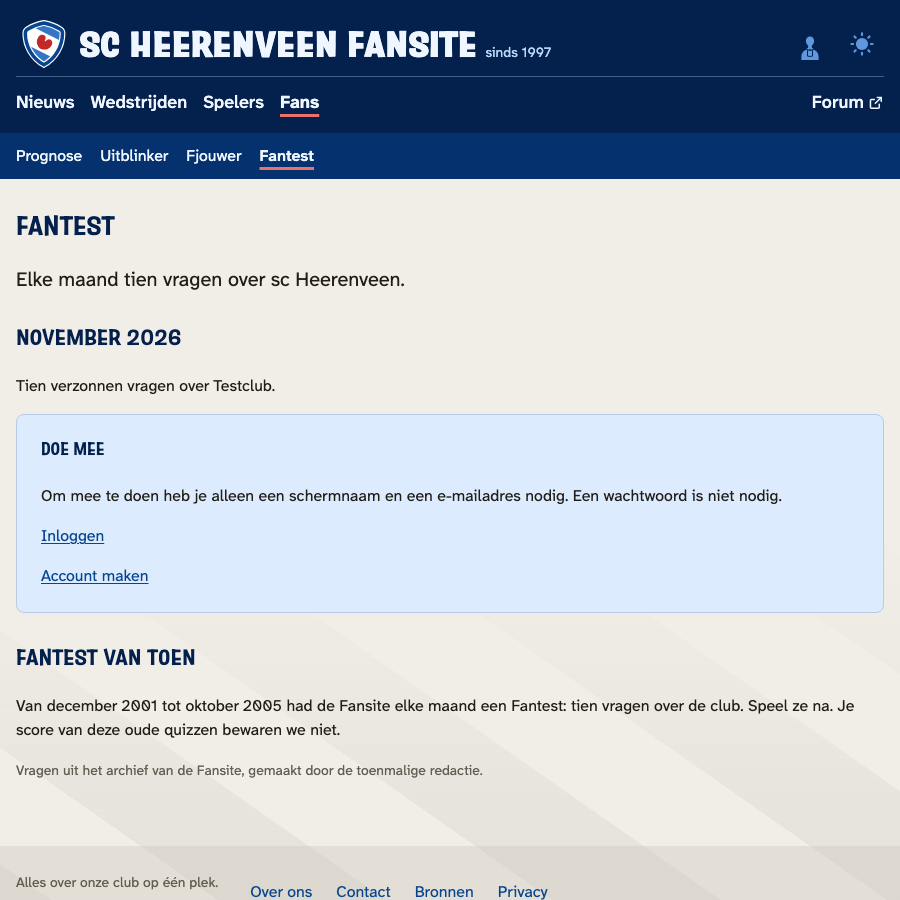 SC HEERENVEEN FANSITE sinds 1997
Nieuws Wedstrijden Spelers Fans Forum
Prognose Uitblinker Fjouwer Fantest
FANTEST
Elke maand tien vragen over sc Heerenveen.
NOVEMBER 2026
Tien verzonnen vragen over Testclub.
DOE MEE
Om mee te doen heb je alleen een schermnaam en een e-mailadres nodig. Een wachtwoord is niet nodig.
Inloggen
Account maken
FANTEST VAN TOEN
Van december 2001 tot oktober 2005 had de Fansite elke maand een Fantest: tien vragen over de club. Speel ze na. Je
score van deze oude quizzen bewaren we niet.
Vragen uit het archief van de Fansite, gemaakt door de toenmalige redactie.
Alles over onze club op één plek.
Over ons Contact Bronnen Privacy